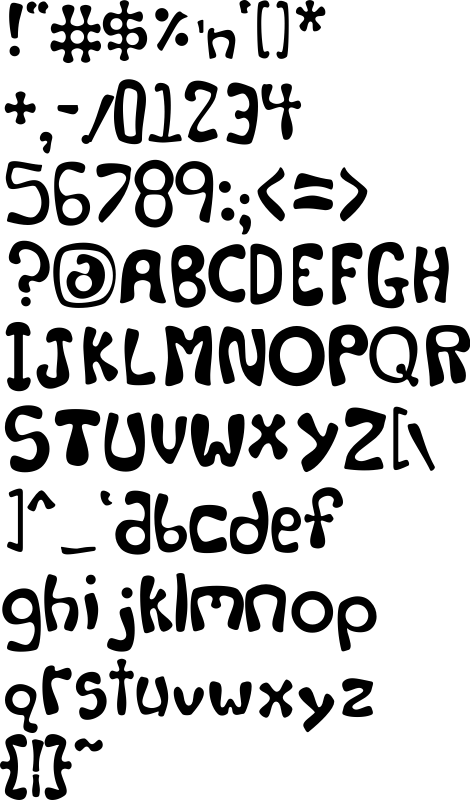 !“#$%'n‘[]*
+,-/01234
56789:;<=>
?@ABCDEFGH
IJKLMNOPQR
STUVWXYZ[\
]^_`abcdef
ghijklmnop
qrstuvwxyz
{¦}~